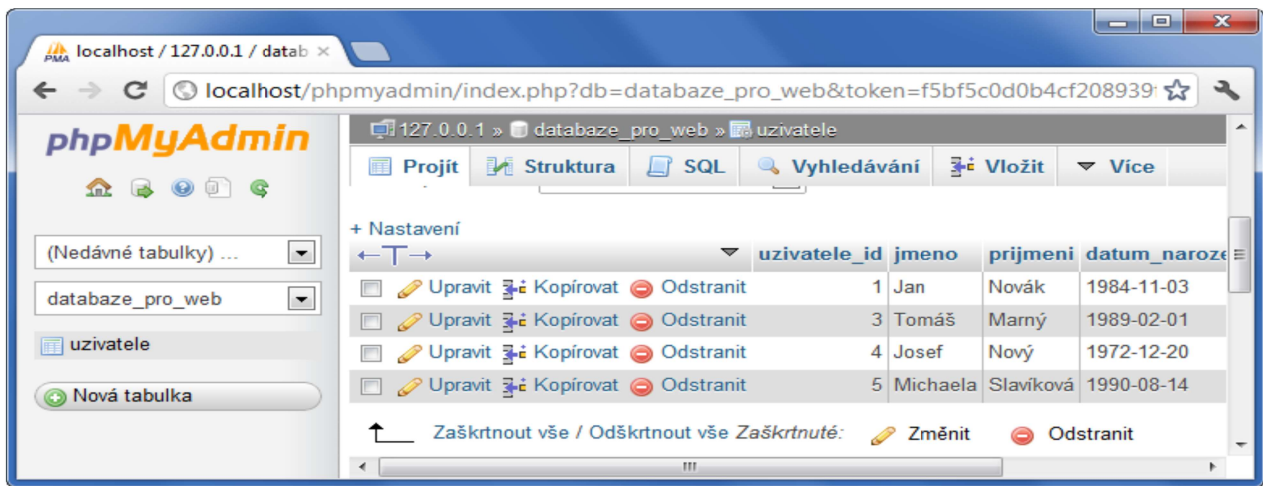 localhost / 127.0.0.1 / datab
localhost/phpmyadmin/index.php?db=databaze_pro_web&token=f5bf5c0d0b4cf208939
phpMyAdmin
(Nedávné tabulky) ...
databaze_pro_web
uzivatele
Nová tabulka
127.0.0.1 » databaze_pro_web » uzivatele
Projít Struktura SQL Vyhledávání Vložit Více
+ Nastavení
←T→ uzivatele_id jmeno prijmeni datum_naroze
Upravit Kopírovat Odstranit 1 Jan Novák 1984-11-03
Upravit Kopírovat Odstranit 3 Tomáš Marný 1989-02-01
Upravit Kopírovat Odstranit 4 Josef Nový 1972-12-20
Upravit Kopírovat Odstranit 5 Michaela Slavíková 1990-08-14
Zaškrtnout vše / Odškrtnout vše Zaškrtnuté: Změnit Odstranit